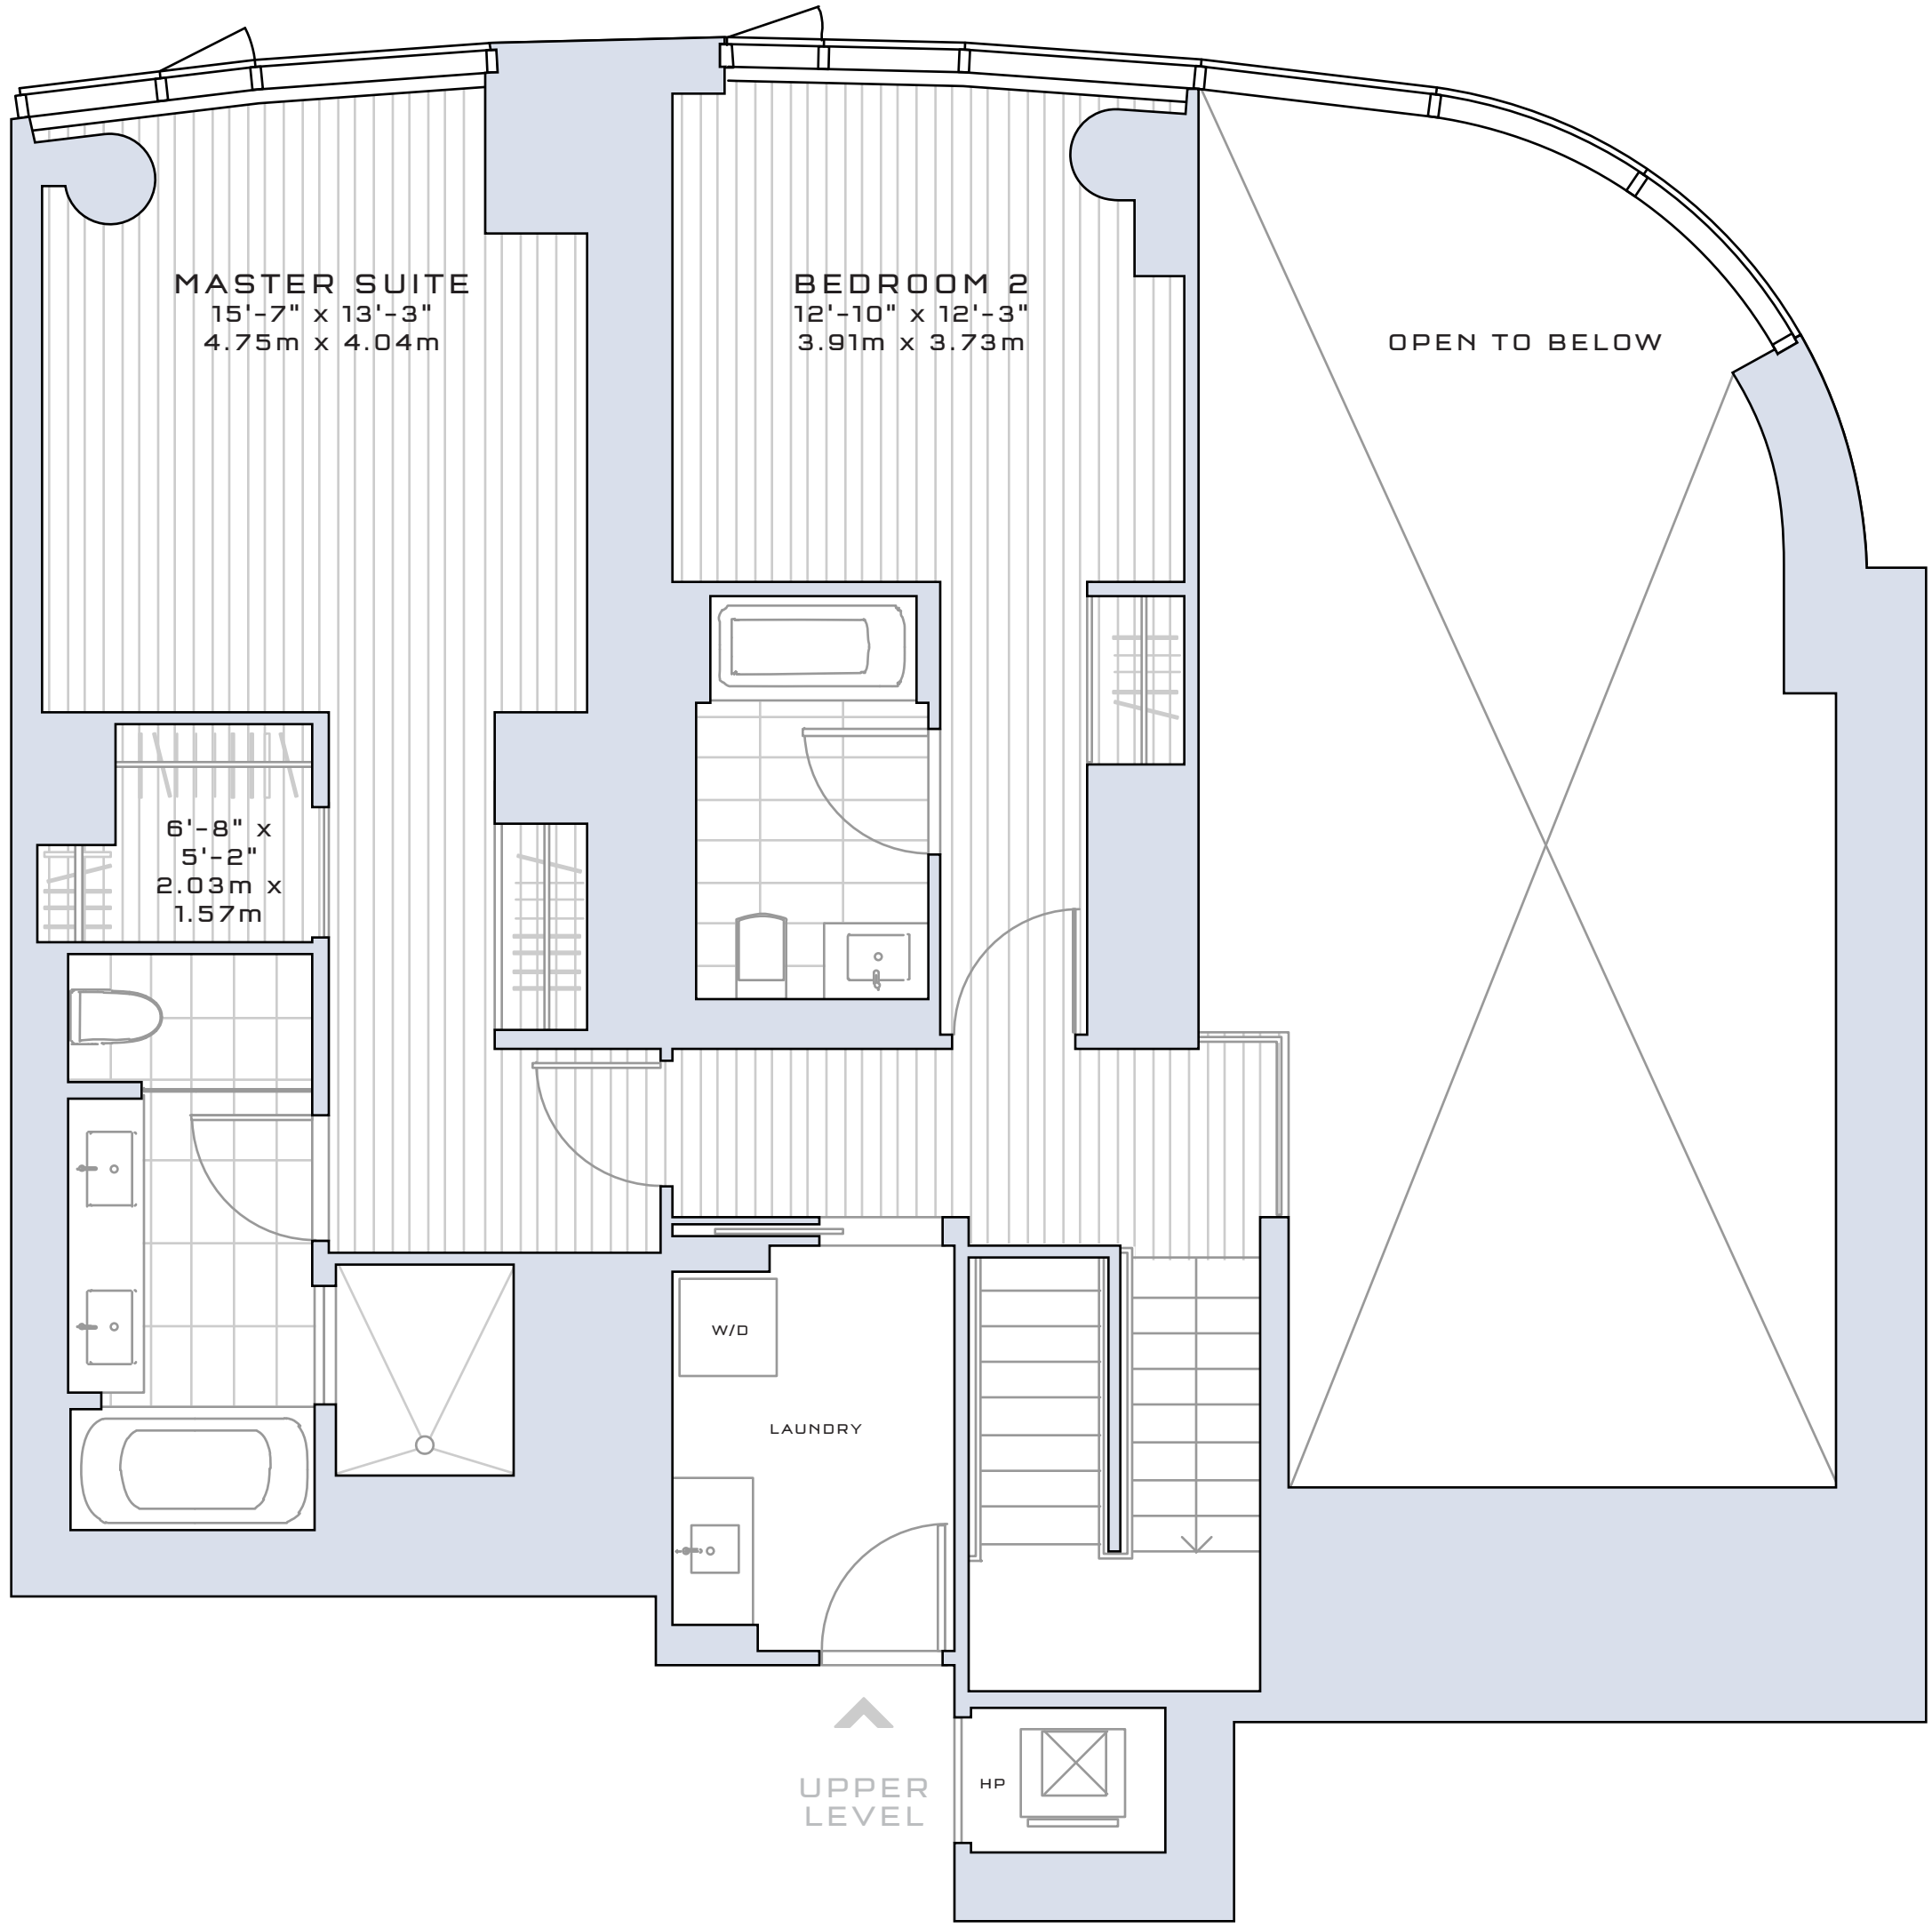 MASTER SUITE
15'-7" x 13'-3"
4.75m x 4.04m
BEDROOM 2
12'-10" x 12'-3"
3.91m x 3.73m
OPEN TO BELOW
6'-8" x
5'-2"
2.03m x
1.57m
W/D
LAUNDRY
HP
UPPER
LEVEL